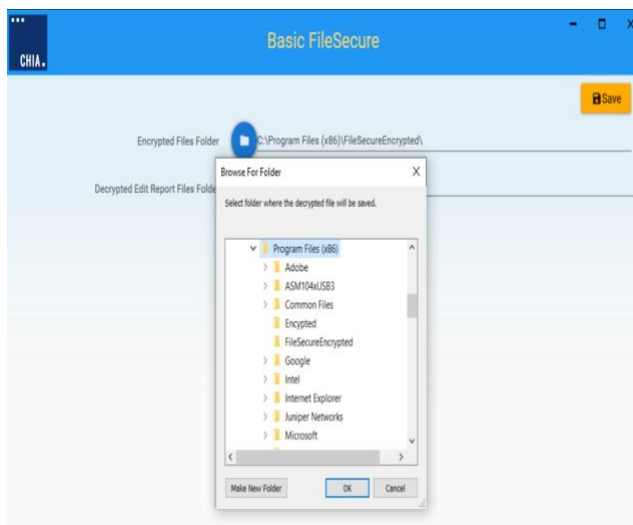 CHIA.
Basic FileSecure
Save
Encrypted Files Folder
C:\Program Files (x86)\FileSecureEncrypted\
Decrypted Edit Report Files Folde
Browse For Folder
Select folder where the decrypted file will be saved.
Program Files (x86)
Adobe
ASM104xUSB3
Common Files
Encypted
FileSecureEncrypted
Google
Intel
Internet Explorer
Juniper Networks
Microsoft
Make New Folder
OK
Cancel